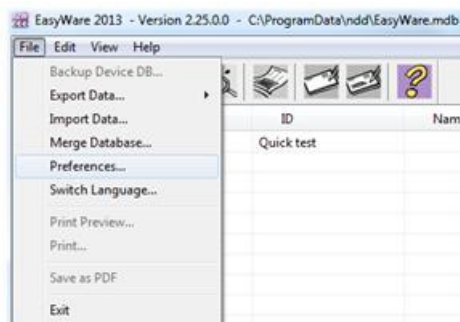 EasyWare 2013 - Version 2.25.0.0 - C:\ProgramData\ndd\EasyWare.mdb
File Edit View Help
Backup Device DB...
Export Data...
Import Data...
ID
Merge Database...
Quick test
Preferences...
Switch Language...
Print Preview...
Print...
Save as PDF
Exit